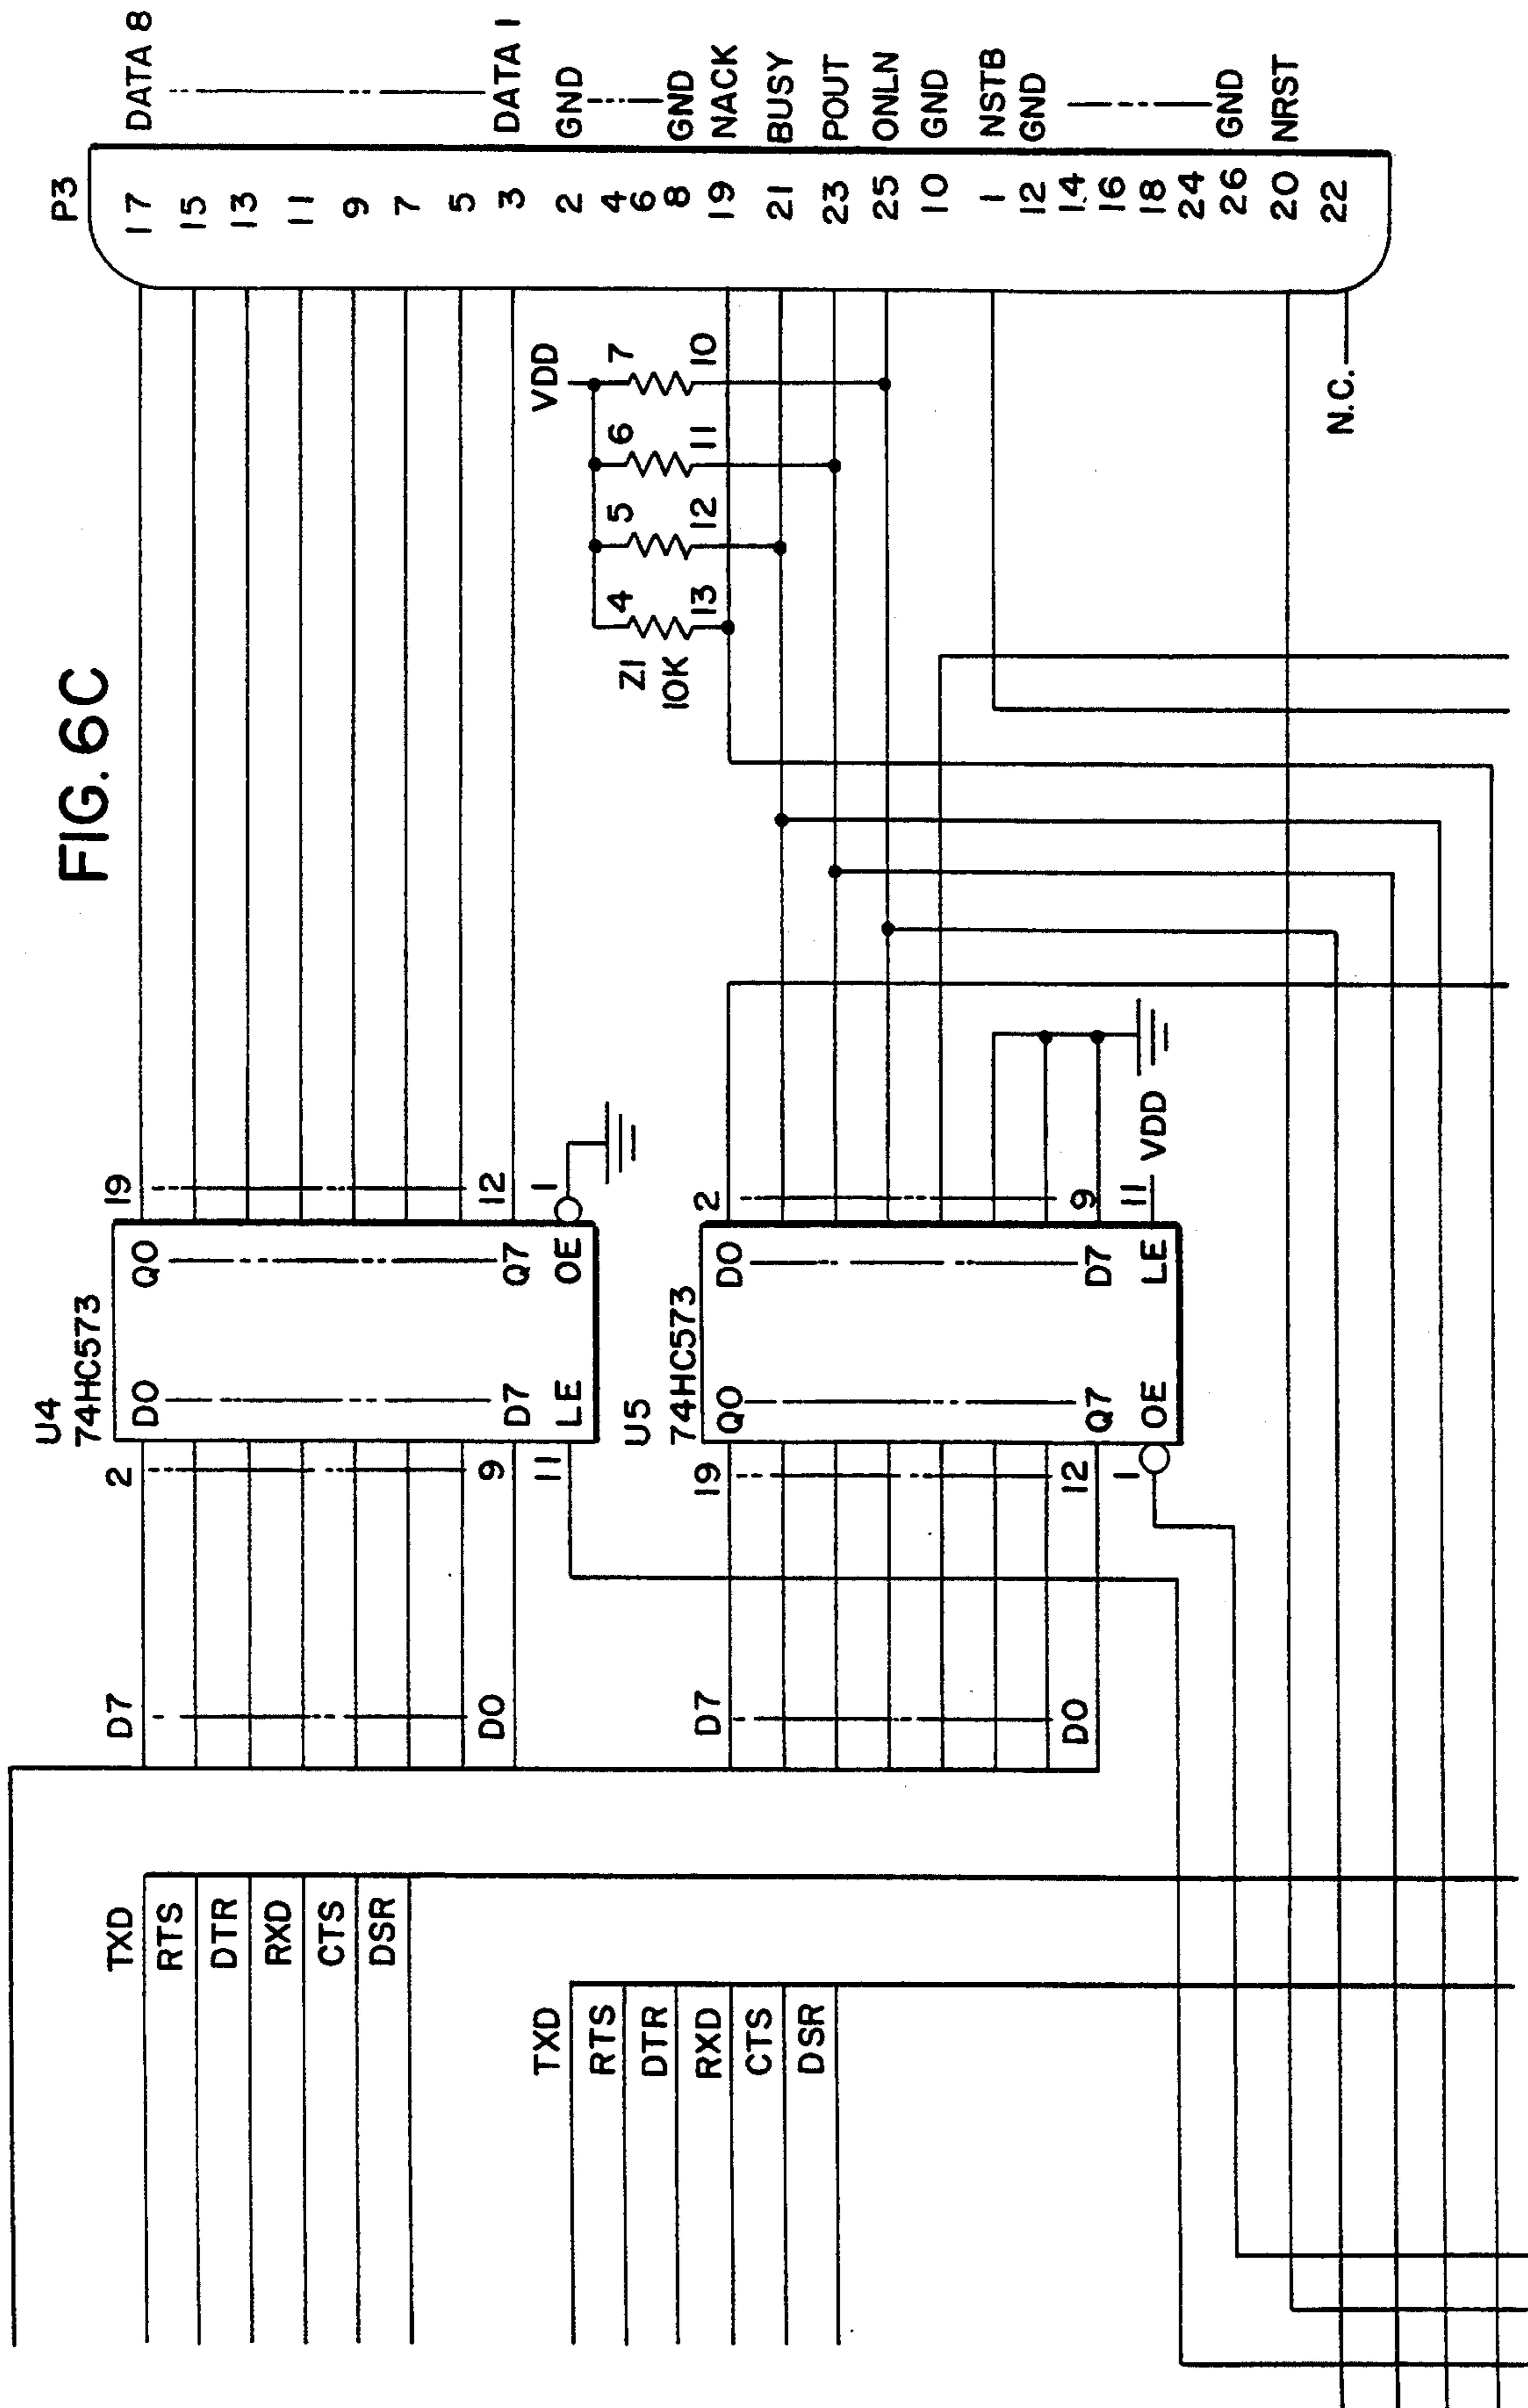 FIG. 6C
TXD
RTS
DTR
RXD
CTS
DSR
TXD
RTS
DTR
RXD
CTS
DSR
D7
D0
D7
D0
U4
74HC573
2
9
11
D0
D7
LE
Q0
Q7
OE
19
12
1
U5
74HC573
19
12
1
Q0
Q7
OE
D0
D7
LE
2
9
11
VDD
VDD
Z1
10K
4
5
6
7
13
12
11
10
N.C.
P3
17
15
13
11
9
7
5
3
2
4
6
8
19
21
23
25
10
1
12
14
16
18
24
26
20
22
DATA 8
DATA 1
GND
GND
NACK
BUSY
POUT
ONLN
GND
NSTB
GND
GND
NRST